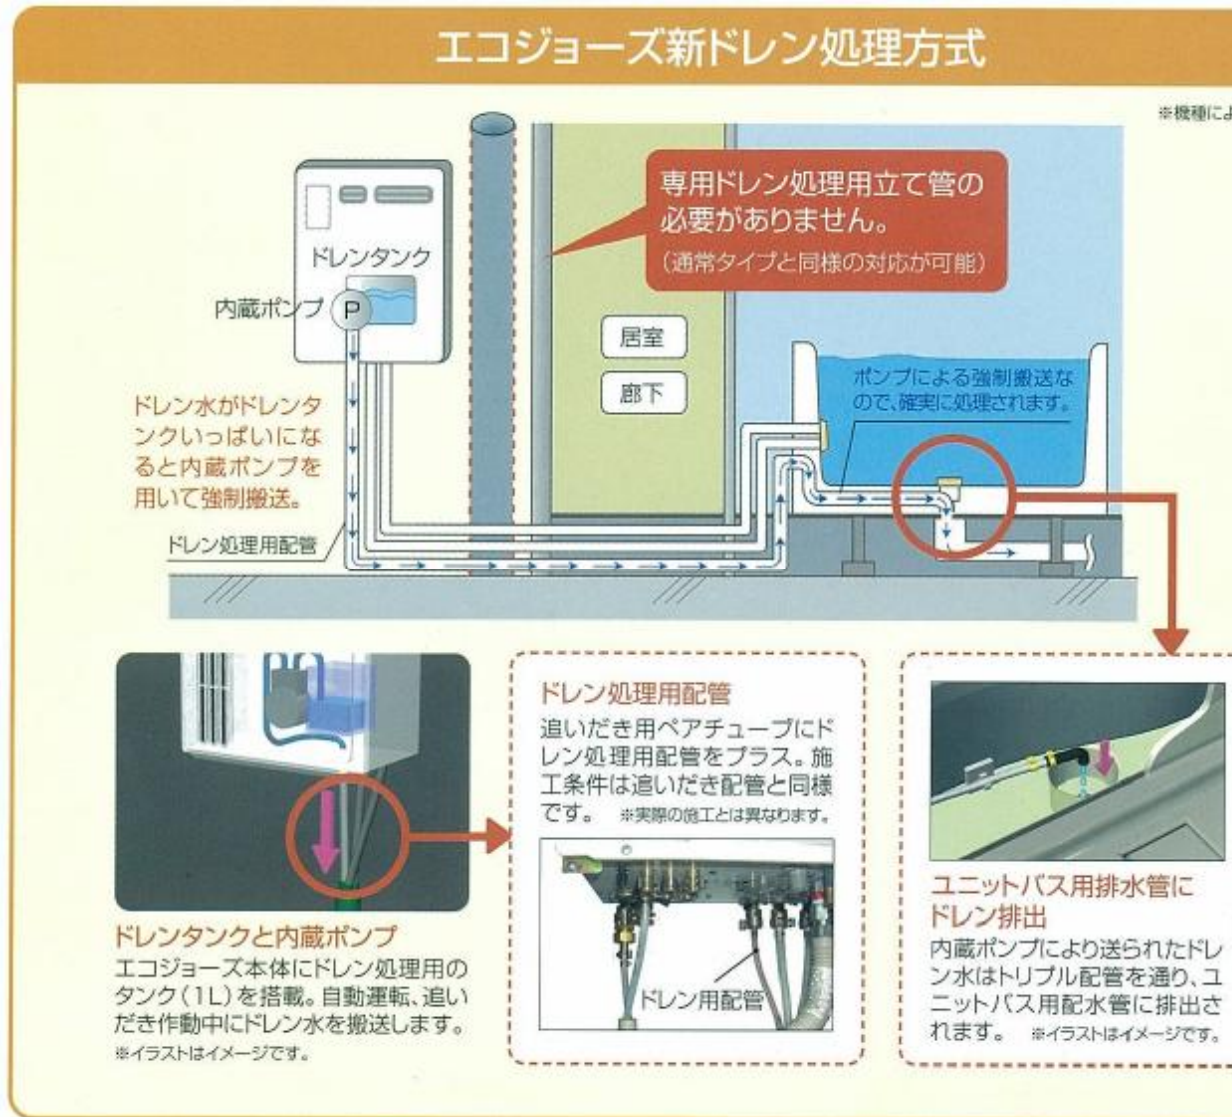 エコジョーズ新ドレン処理方式
※機種によ
専用ドレン処理用立て管の
必要がありません。
(通常タイプと同様の対応が可能)
ドレンタンク
内蔵ポンプ
P
居室
廊下
ポンプによる強制搬送な
ので、確実に処理されます。
ドレン水がドレンタ
ンクいっぱいにな
ると内蔵ポンプを
用いて強制搬送。
ドレン処理用配管
ドレンタンクと内蔵ポンプ
エコジョーズ本体にドレン処理用の
タンク(1L)を搭載。自動運転、追い
だき作動中にドレン水を搬送します。
※イラストはイメージです。
ドレン処理用配管
追いだき用ペアチューブにド
レン処理用配管をプラス。施
工条件は追いだき配管と同様
です。 ※実際の施工とは異なります。
ドレン用配管
ユニットバス用排水管に
ドレン排出
内蔵ポンプにより送られたドレ
ン水はトリプル配管を通り、ユ
ニットバス用配水管に排出さ
れます。 ※イラストはイメージです。